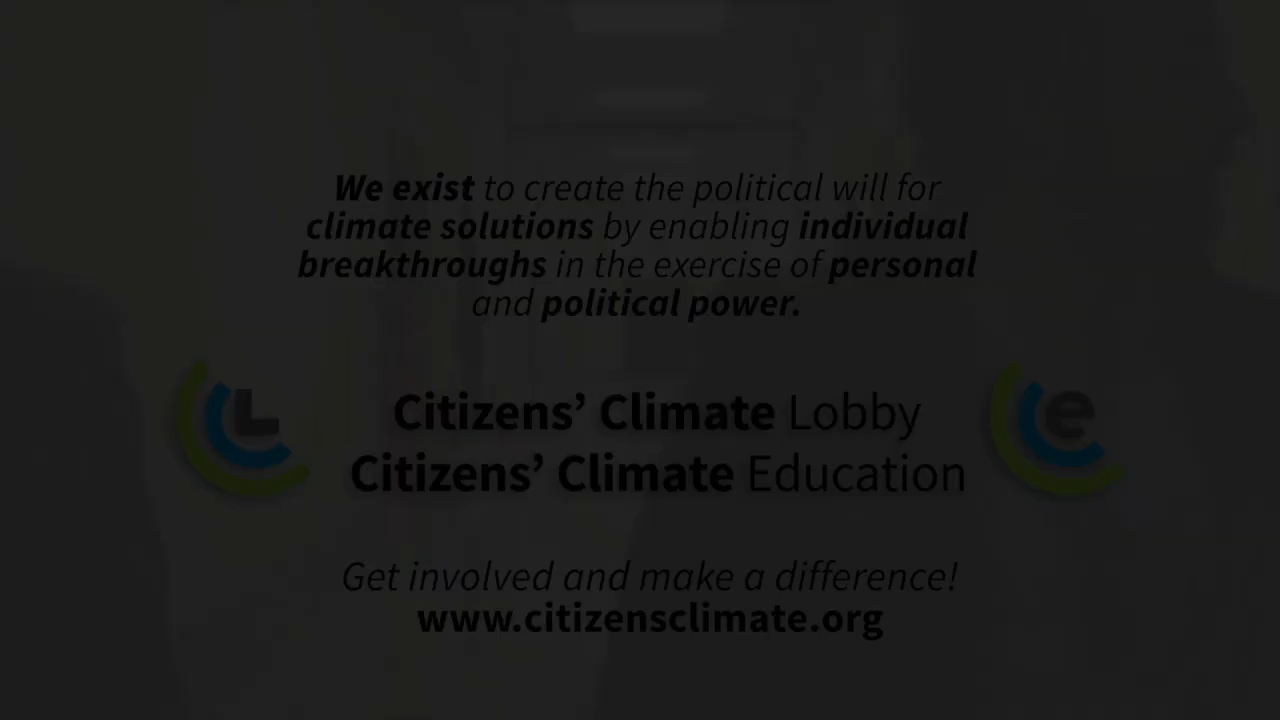 We exist to create the political will for
climate solutions by enabling individual
breakthroughs in the exercise of personal
and political power.
L
Citizens’ Climate Lobby
e
Citizens’ Climate Education
Get involved and make a difference!
www.citizensclimate.org